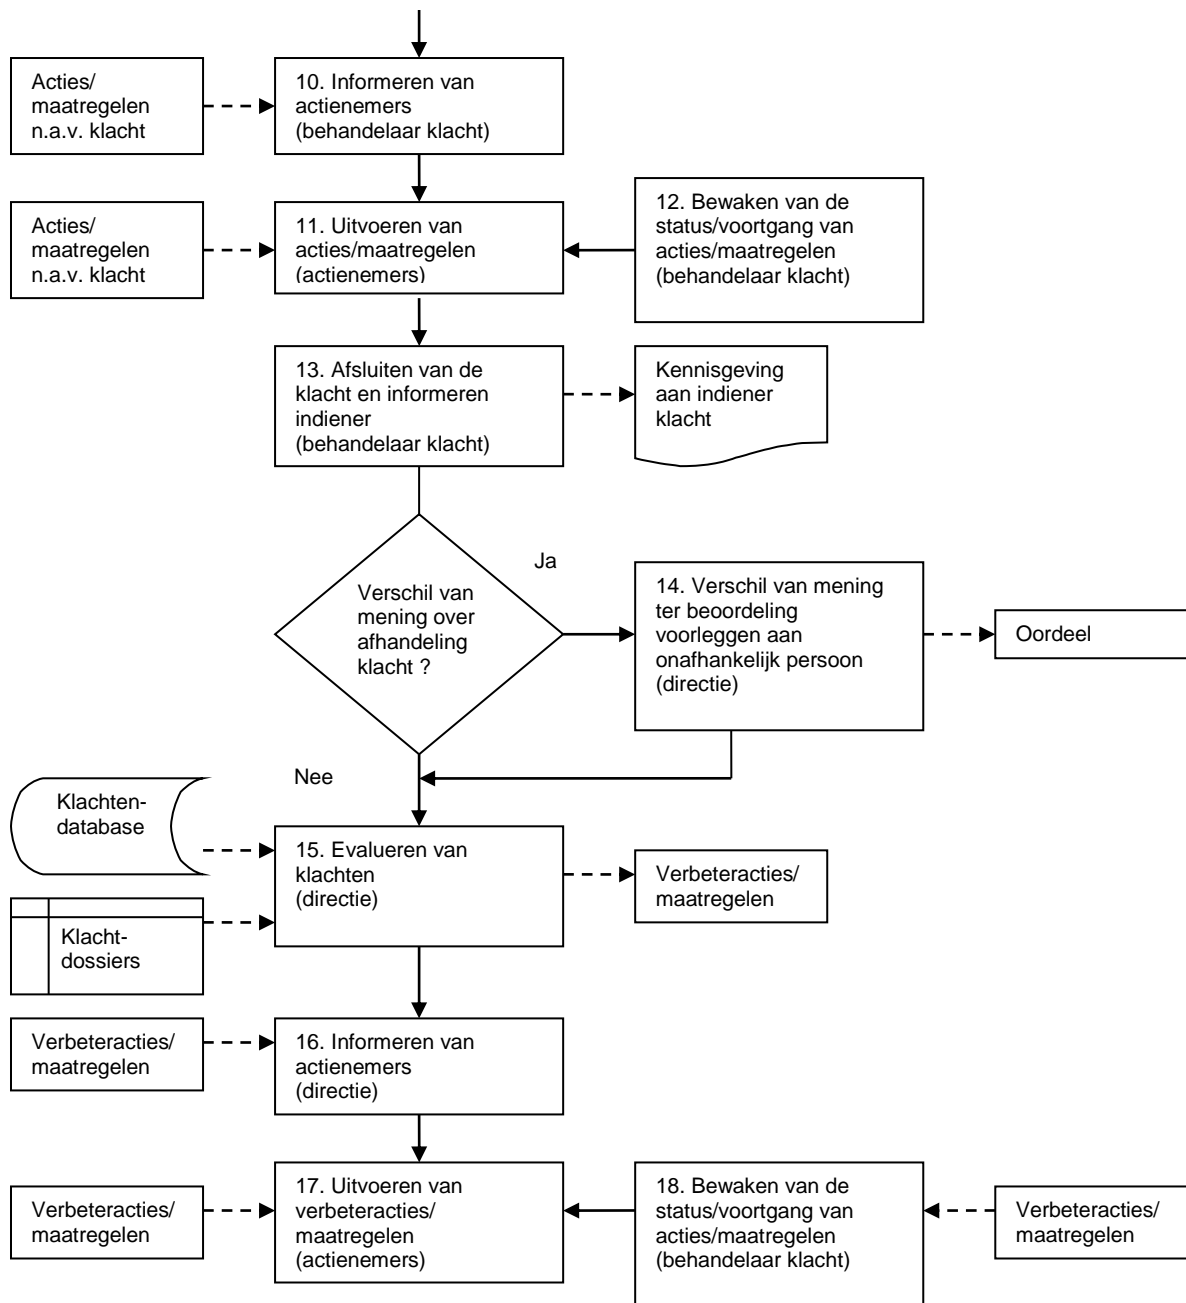 Acties/
maatregelen
n.a.v. klacht
10. Informeren van
actienemers
(behandelaar klacht)
Acties/
maatregelen
n.a.v. klacht
11. Uitvoeren van
acties/maatregelen
(actienemers)
12. Bewaken van de
status/voortgang van
acties/maatregelen
(behandelaar klacht)
13. Afsluiten van de
klacht en informeren
indiener
(behandelaar klacht)
Kennisgeving
aan indiener
klacht
Verschil van
mening over
afhandeling
klacht ?
Ja
14. Verschil van mening
ter beoordeling
voorleggen aan
onafhankelijk persoon
(directie)
Oordeel
Nee
Klachten-
database
15. Evalueren van
klachten
(directie)
Verbeteracties/
maatregelen
Klacht-
dossiers
Verbeteracties/
maatregelen
16. Informeren van
actienemers
(directie)
Verbeteracties/
maatregelen
17. Uitvoeren van
verbeteracties/
maatregelen
(actienemers)
18. Bewaken van de
status/voortgang van
acties/maatregelen
(behandelaar klacht)
Verbeteracties/
maatregelen